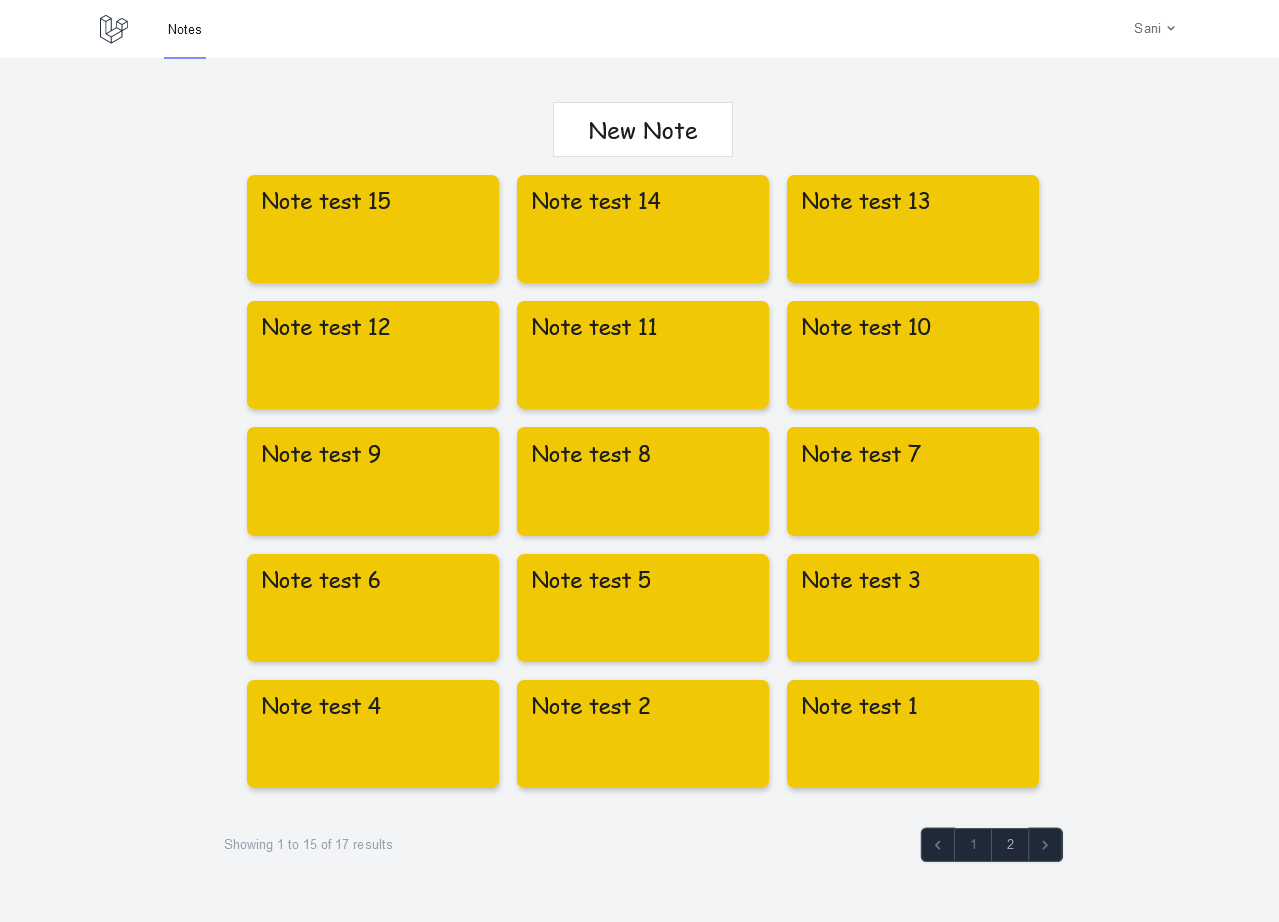 Notes
Sani
New Note
Note test 15
Note test 14
Note test 13
Note test 12
Note test 11
Note test 10
Note test 9
Note test 8
Note test 7
Note test 6
Note test 5
Note test 3
Note test 4
Note test 2
Note test 1
Showing 1 to 15 of 17 results
1
2